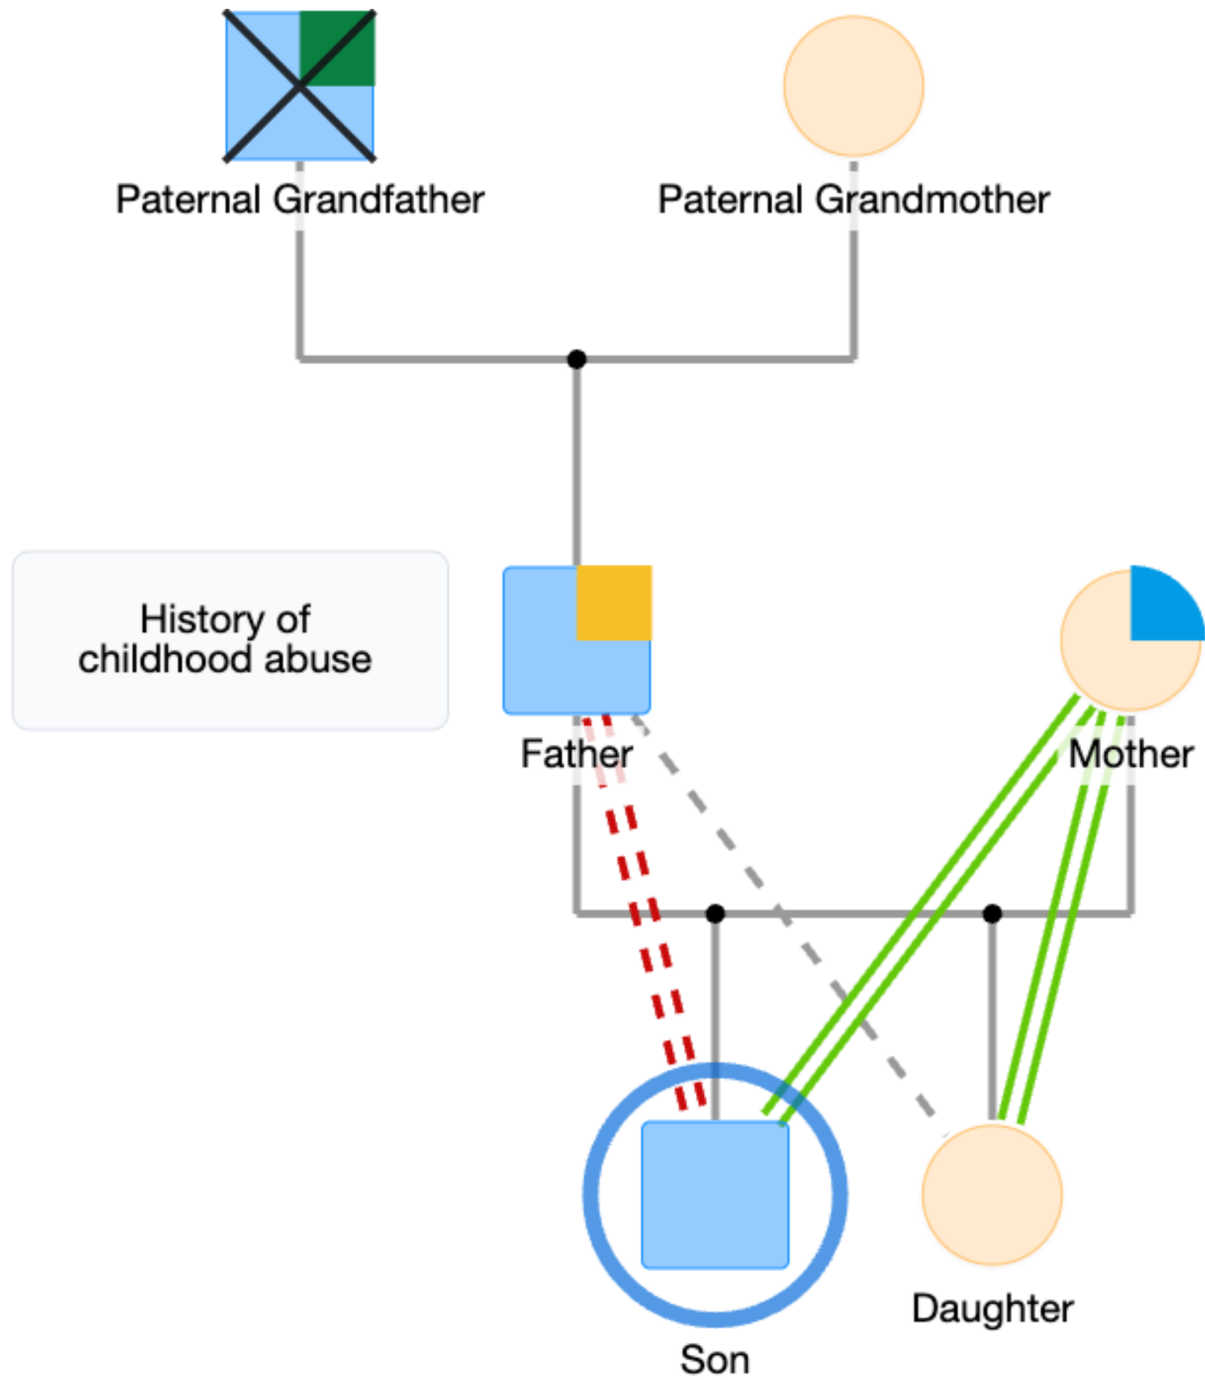 Paternal Grandfather
Paternal Grandmother
History of
childhood abuse
Father
Mother
Daughter
Son